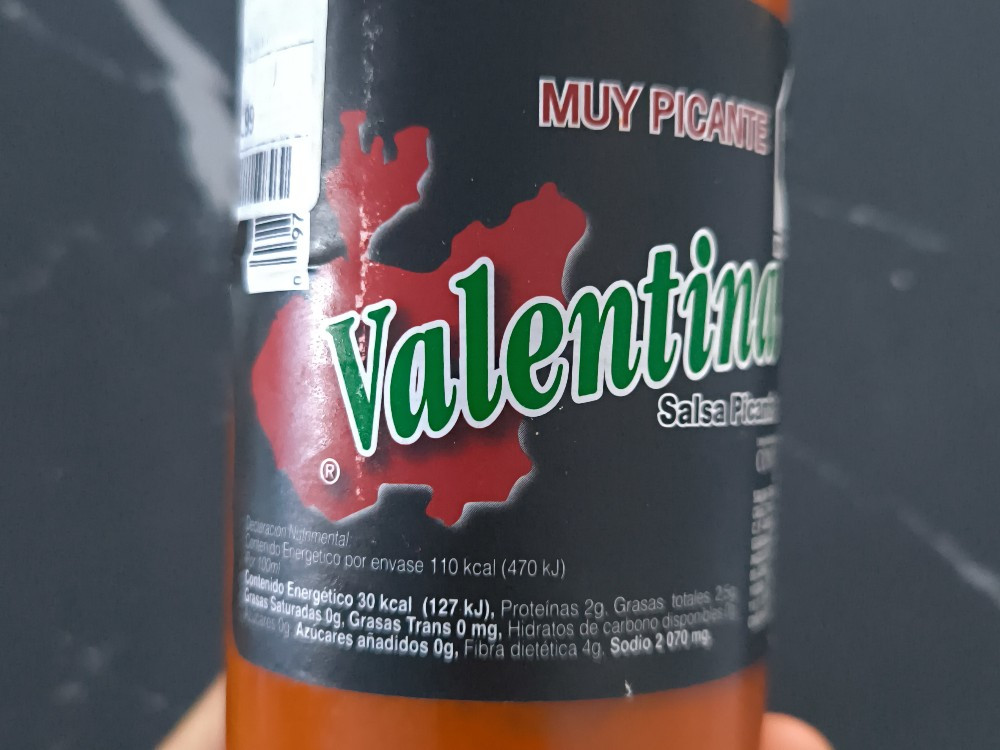 MUY PICANTE
Valentina
Salsa Picante
®
Declaración Nutrimental
Contenido Energético por envase 110 kcal (470 kJ)
Por 100ml
Contenido Energético 30 kcal (127 kJ), Proteínas 2g, Grasas totales
Grasas Saturadas 0g, Grasas Trans 0 mg, Hidratos de carbono disponibles
Azúcares 0g, Azúcares añadidos 0g, Fibra dietética 4g, Sodio 2 070 mg.